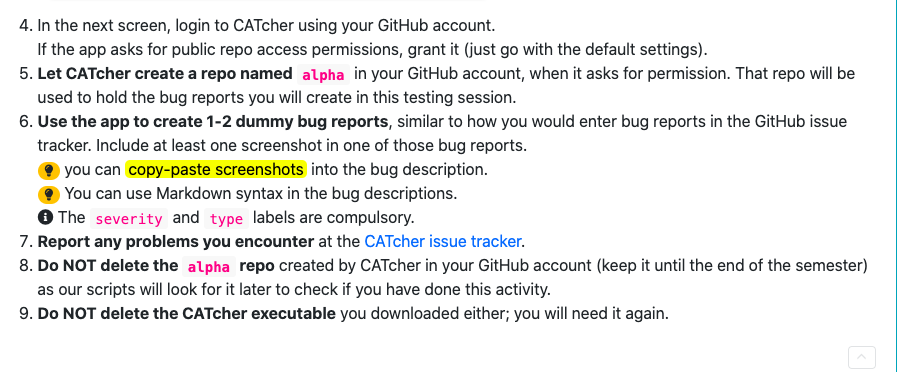 4. In the next screen, login to CATcher using your GitHub account.
If the app asks for public repo access permissions, grant it (just go with the default settings).
5. Let CATcher create a repo named alpha in your GitHub account, when it asks for permission. That repo will be
used to hold the bug reports you will create in this testing session.
6. Use the app to create 1-2 dummy bug reports, similar to how you would enter bug reports in the GitHub issue
tracker. Include at least one screenshot in one of those bug reports.
you can copy-paste screenshots into the bug description.
You can use Markdown syntax in the bug descriptions.
The severity and type labels are compulsory.
7. Report any problems you encounter at the CATcher issue tracker.
8. Do NOT delete the alpha repo created by CATcher in your GitHub account (keep it until the end of the semester)
as our scripts will look for it later to check if you have done this activity.
9. Do NOT delete the CATcher executable you downloaded either; you will need it again.